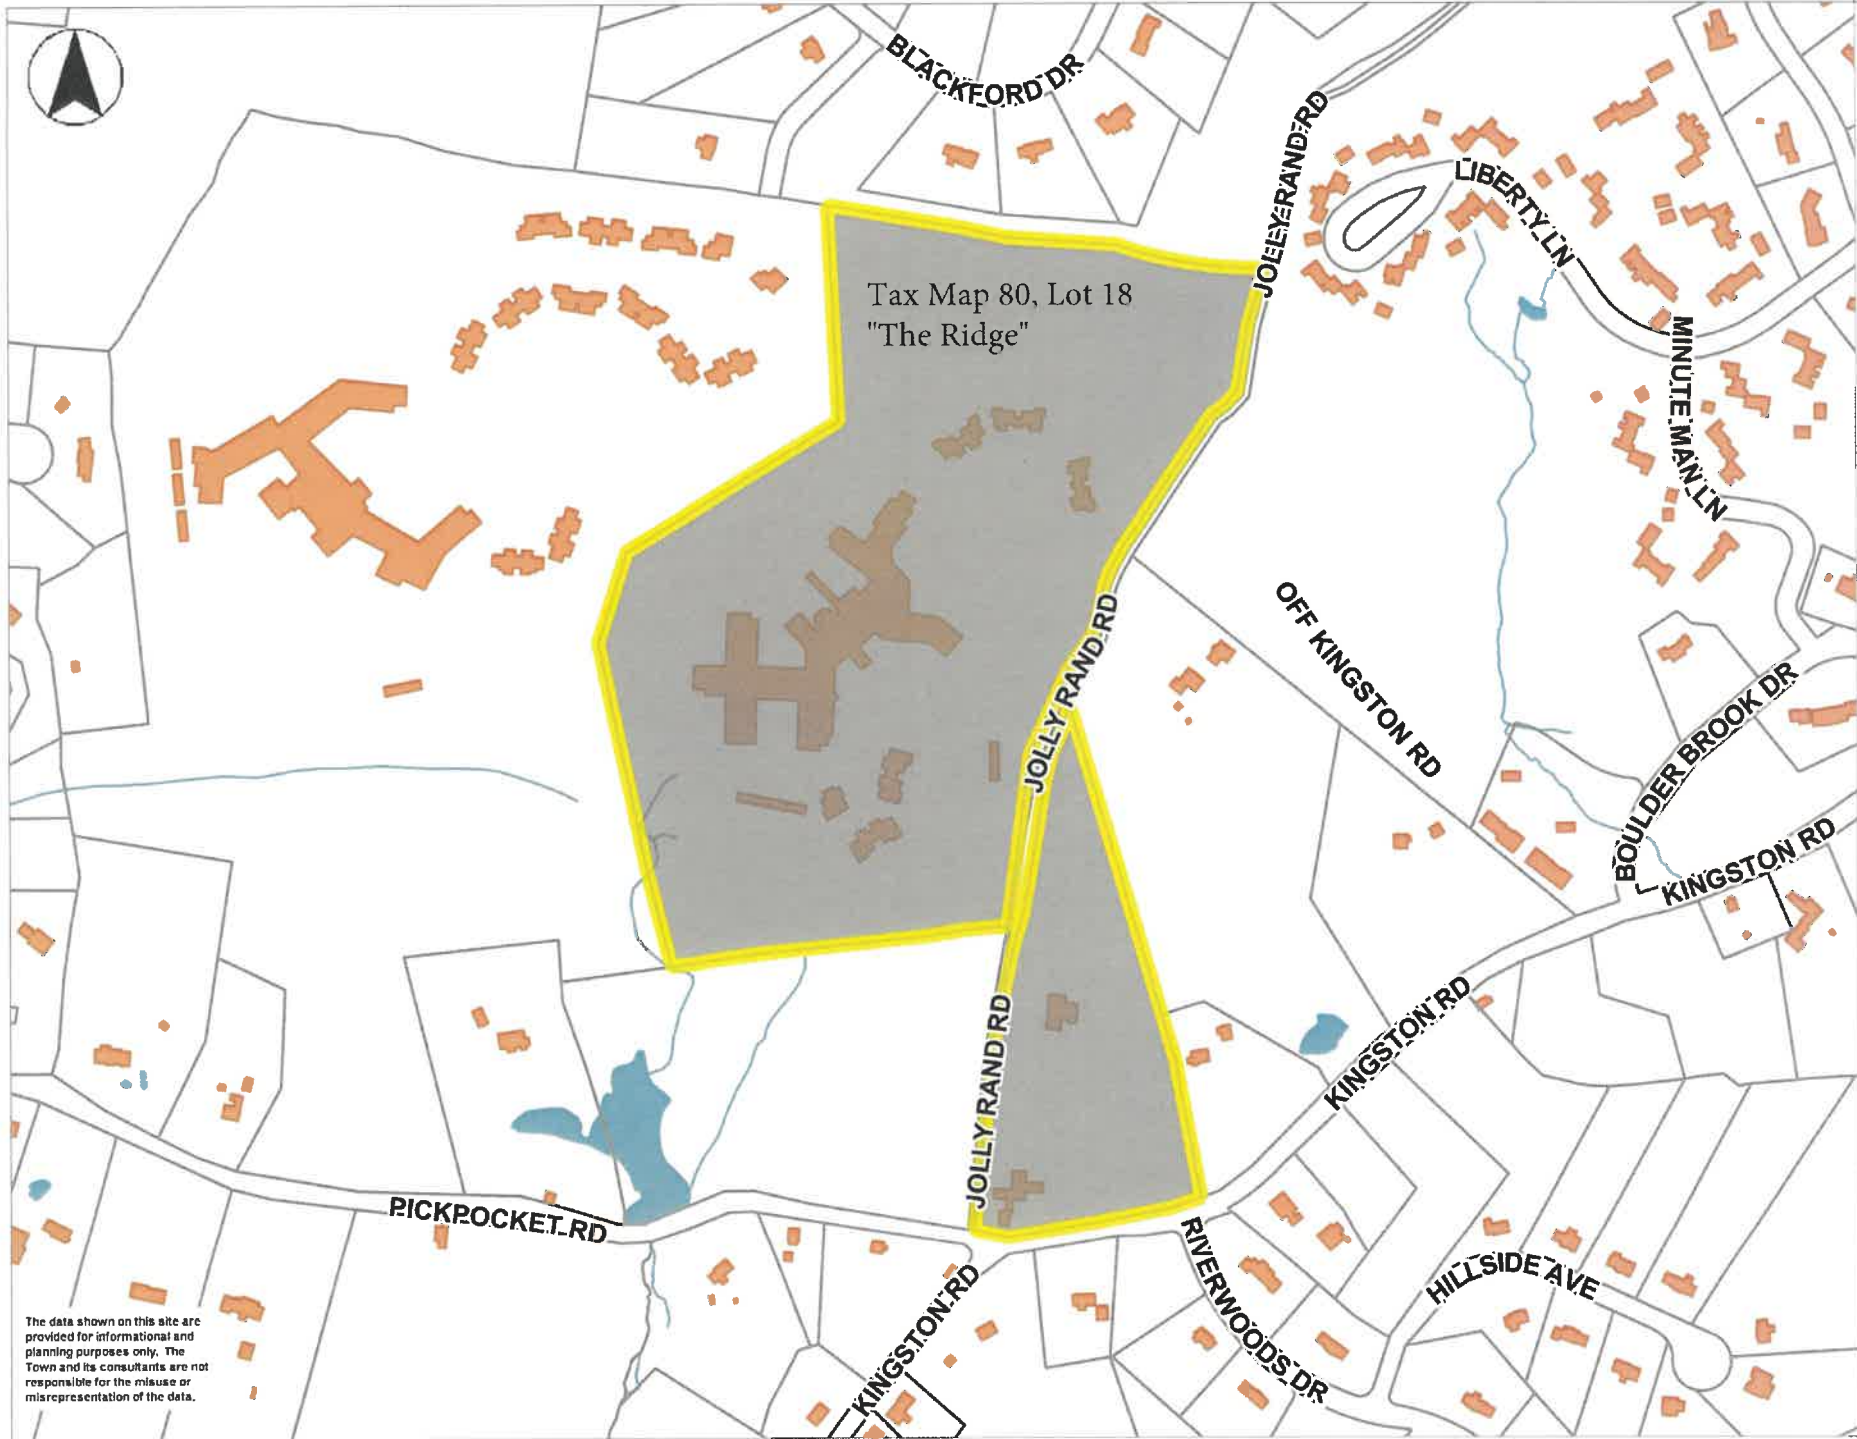 BLACKFORD DR
JOLLY RAND RD
LIBERTY LN
Tax Map 80, Lot 18
"The Ridge"
MINUTE MAN LN
OFF KINGSTON RD
JOLLY RAND RD
BOULDER BROOK DR
KINGSTON RD
KINGSTON RD
JOLLY RAND RD
PICKPOCKET RD
RIVERWOODS DR
HILLSIDE AVE
KINGSTON RD
The data shown on this site are
provided for informational and
planning purposes only. The
Town and its consultants are not
responsible for the misuse or
misrepresentation of the data.